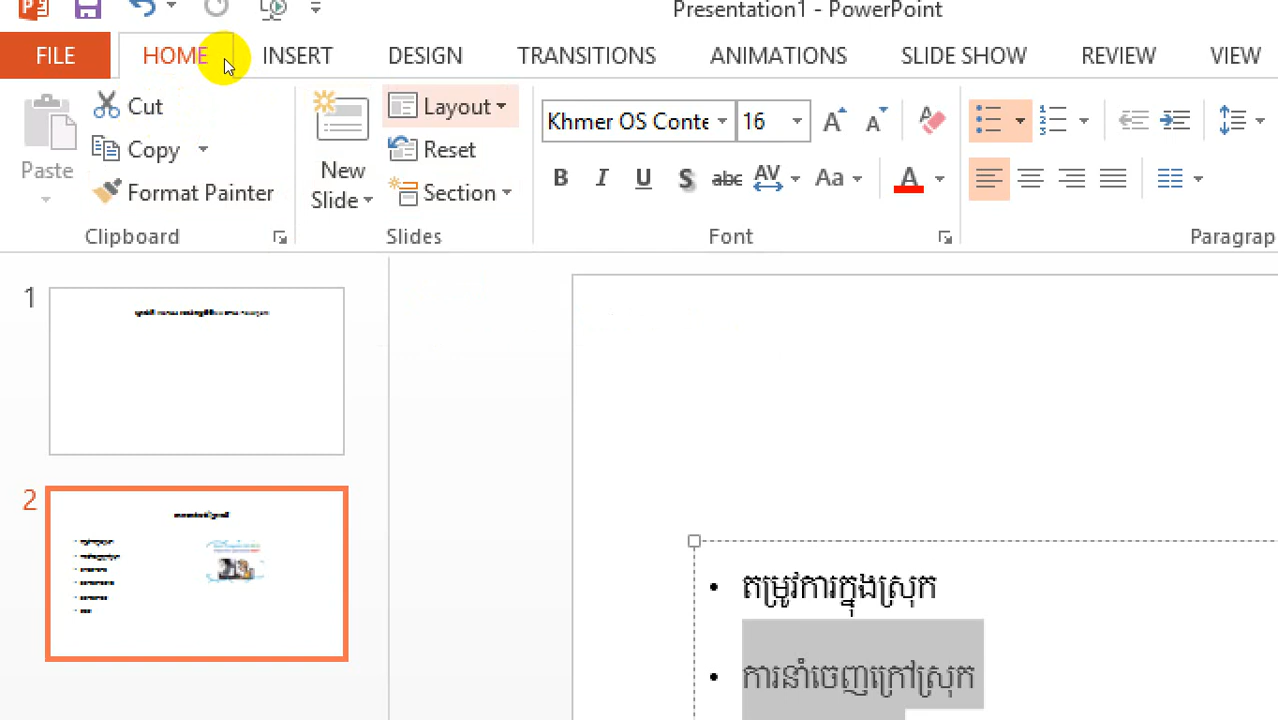 Presentation1 - PowerPoint
FILE HOME INSERT DESIGN TRANSITIONS ANIMATIONS SLIDE SHOW REVIEW VIEW
Cut Layout Khmer OS Conte 16
Copy Reset
Paste New
Format Painter Slide Section B I U S abc AV Aa A
Clipboard Slides Font Paragrap
1
2
• តម្រូវការក្នុងស្រុក
• ការនាំចេញក្រៅស្រុក